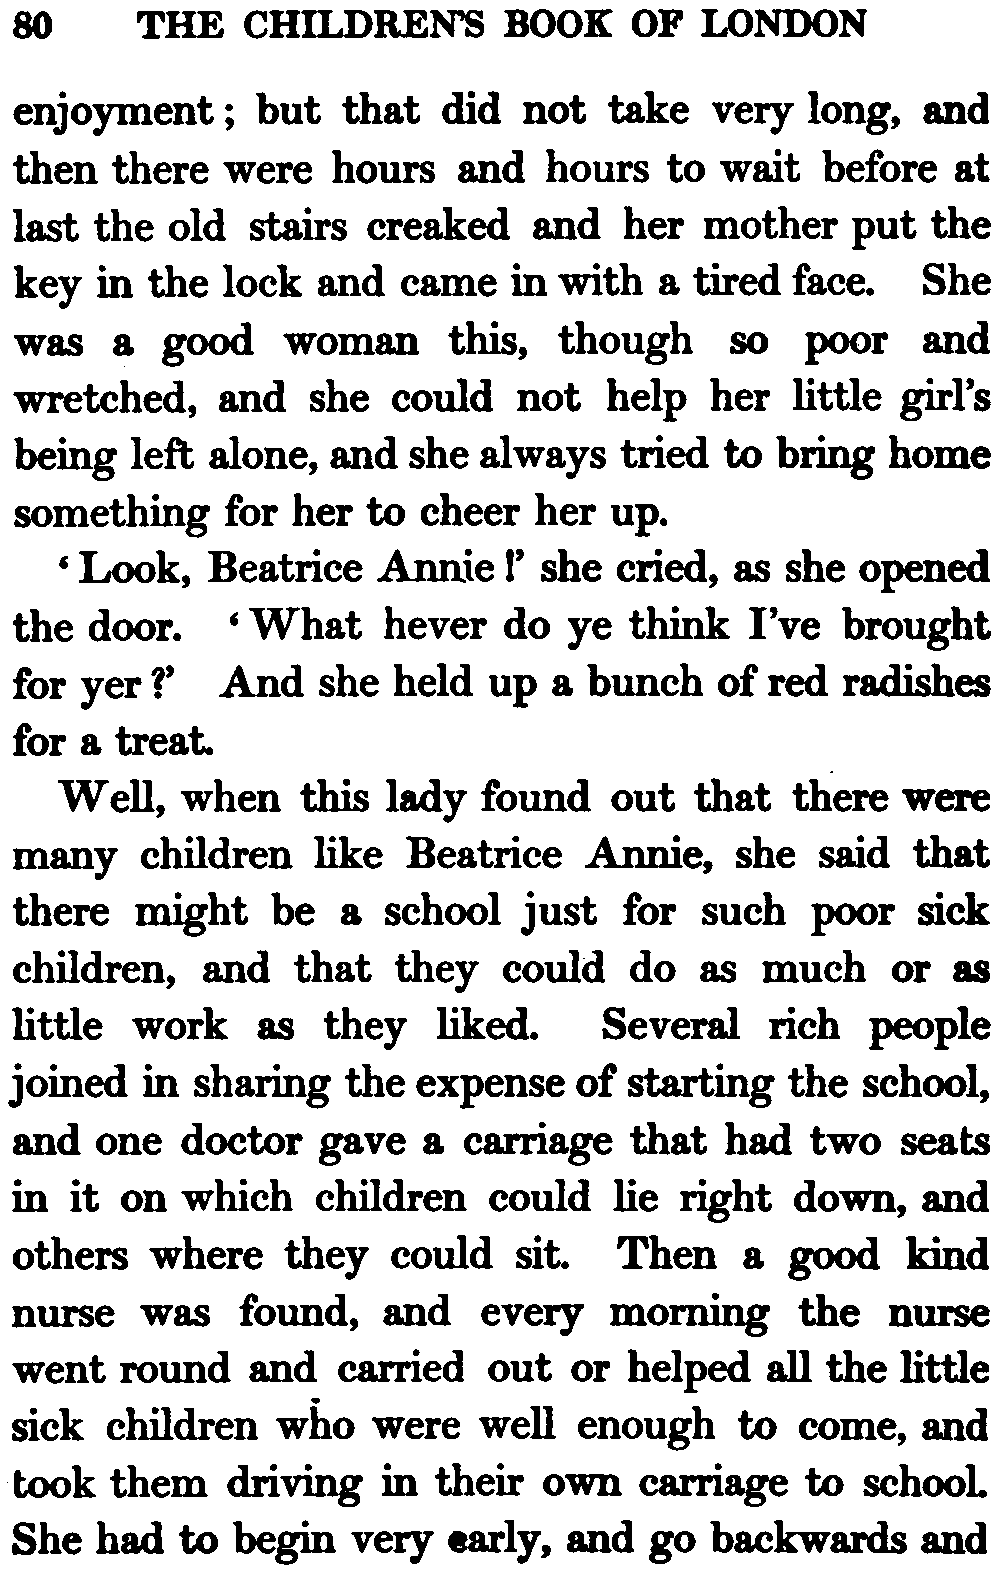 80 THE CHILDREN'S BOOK OF LONDON
enjoyment ; but that did not take very long, and
then there were hours and hours to wait before at
last the old stairs creaked and her mother put the
key in the lock and came in with a tired face. She
was a good woman this, though so poor and
wretched, and she could not help her little girl's
being left alone, and she always tried to bring home
something for her to cheer her up.
‘ Look, Beatrice Annie !’ she cried, as she opened
the door. ‘ What hever do ye think I've brought
for yer ?’ And she held up a bunch of red radishes
for a treat.
Well, when this lady found out that there were
many children like Beatrice Annie, she said that
there might be a school just for such poor sick
children, and that they could do as much or as
little work as they liked. Several rich people
joined in sharing the expense of starting the school,
and one doctor gave a carriage that had two seats
in it on which children could lie right down, and
others where they could sit. Then a good kind
nurse was found, and every morning the nurse
went round and carried out or helped all the little
sick children who were well enough to come, and
took them driving in their own carriage to school.
She had to begin very early, and go backwards and